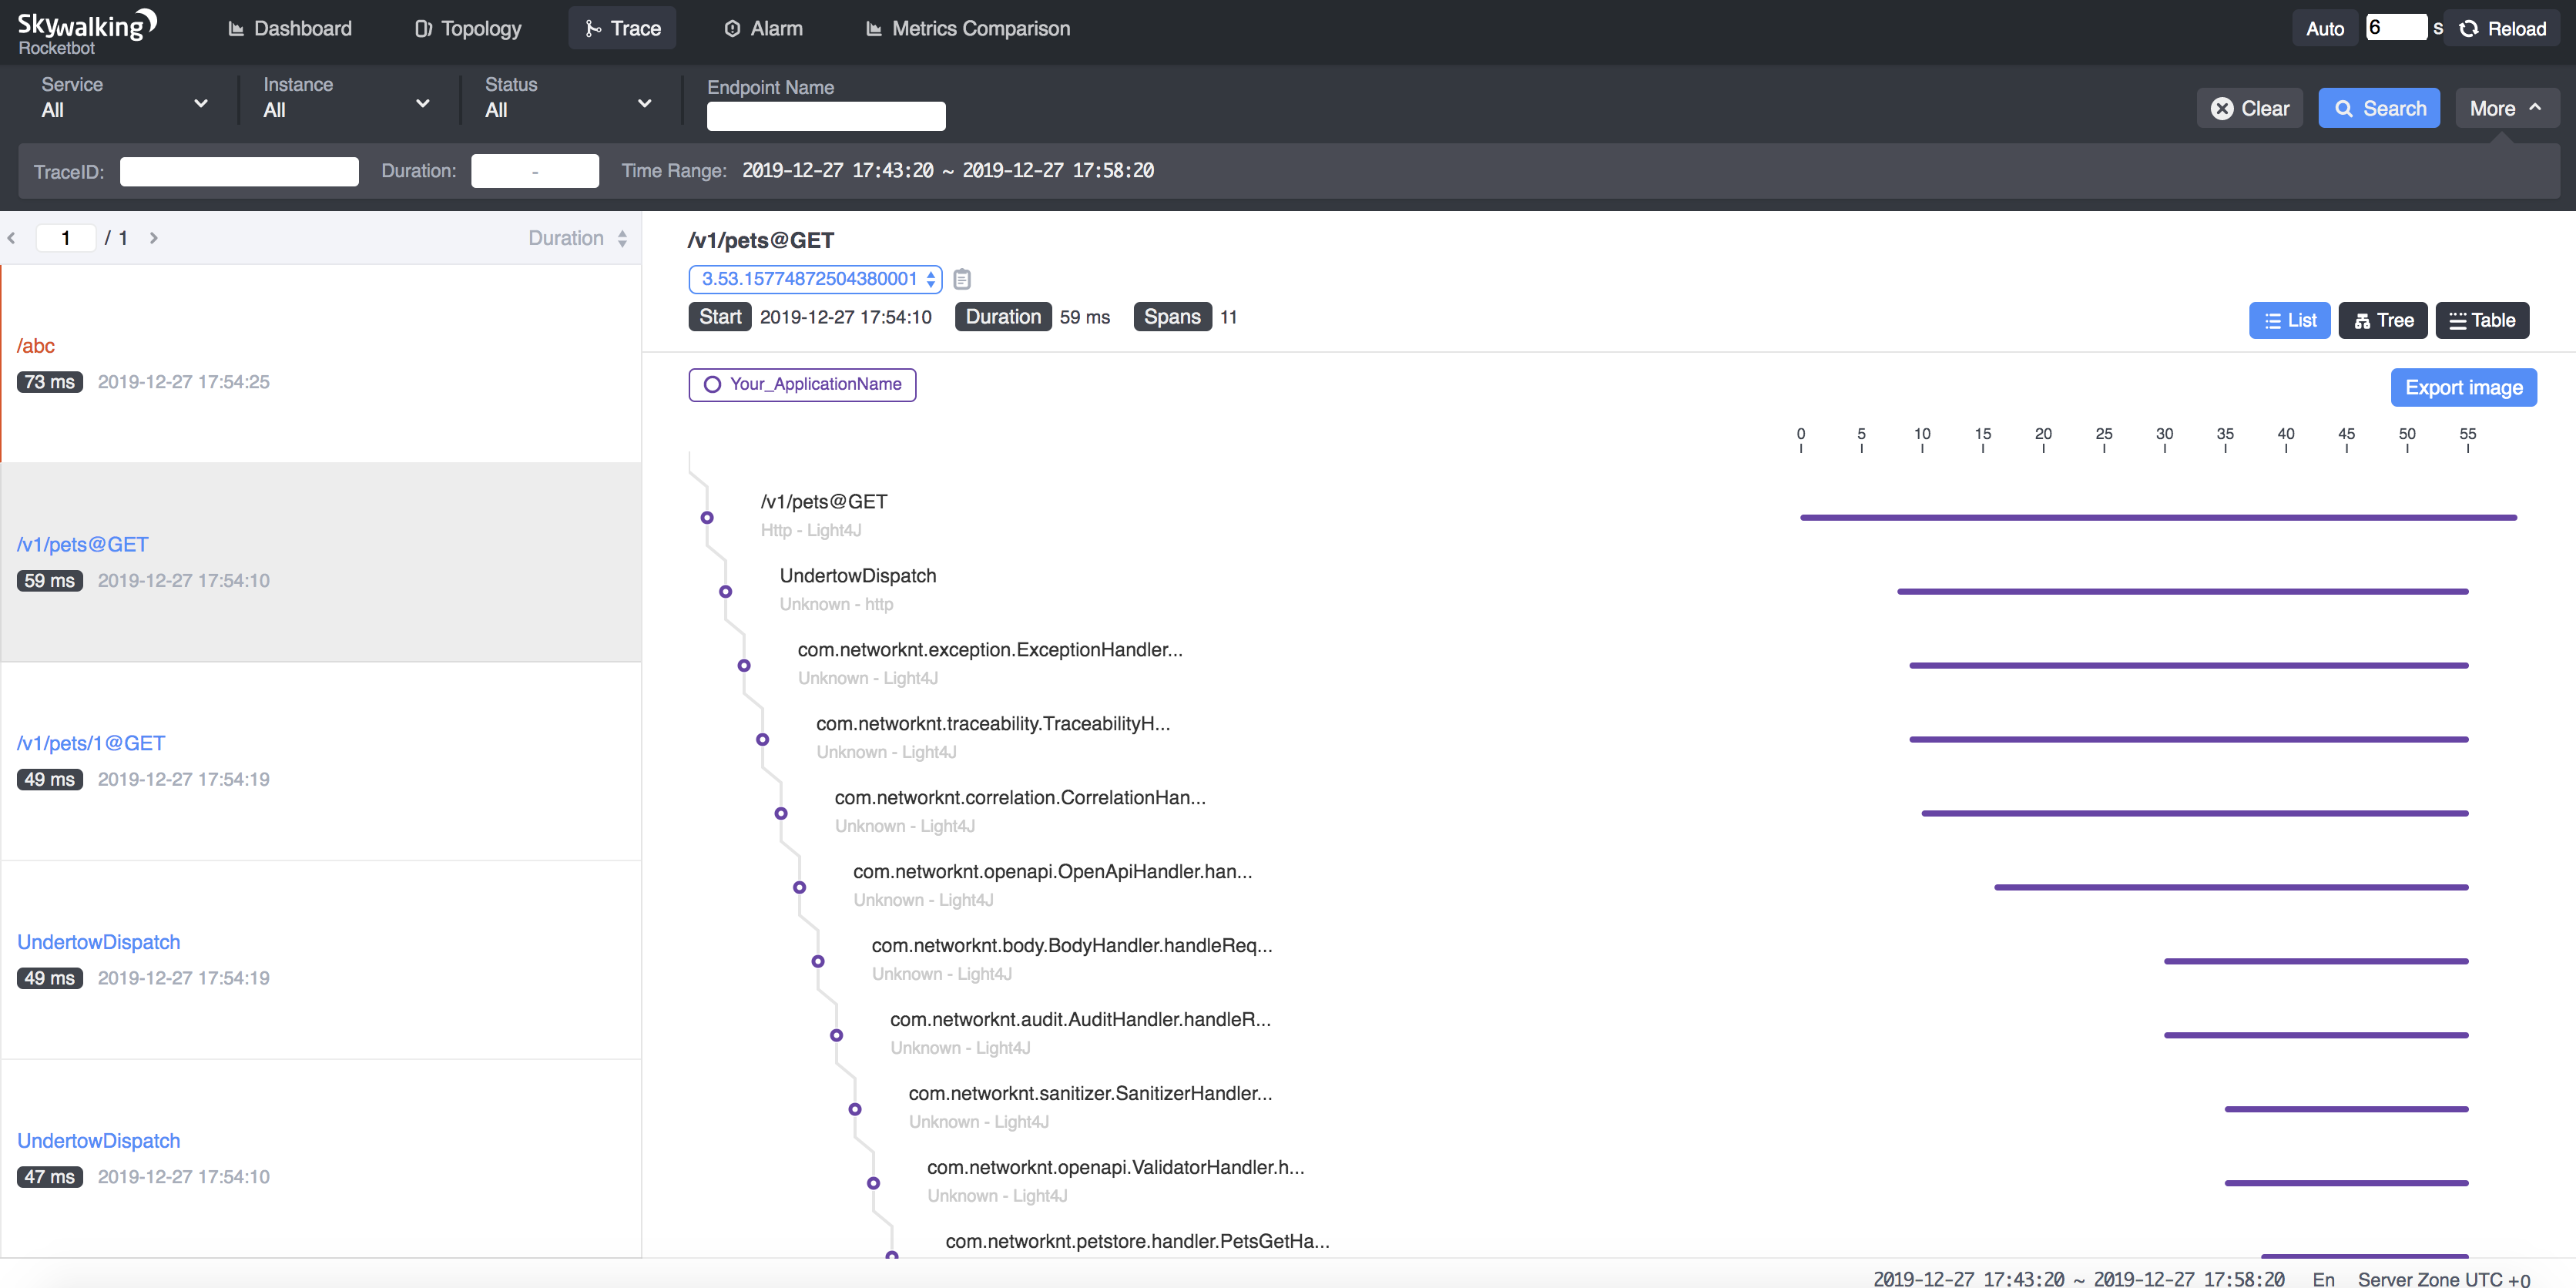 Skywalking
Rocketbot
Dashboard
Topology
Trace
Alarm
Metrics Comparison
Auto
6 s
Reload
Service
All
Instance
All
Status
All
Endpoint Name
Clear
Search
More
TraceID:
Duration: -
Time Range: 2019-12-27 17:43:20 ~ 2019-12-27 17:58:20
1 / 1
Duration
/abc
73 ms 2019-12-27 17:54:25
/v1/pets@GET
59 ms 2019-12-27 17:54:10
/v1/pets/1@GET
49 ms 2019-12-27 17:54:19
UndertowDispatch
49 ms 2019-12-27 17:54:19
UndertowDispatch
47 ms 2019-12-27 17:54:10
/v1/pets@GET
3.53.15774872504380001
Start 2019-12-27 17:54:10 Duration 59 ms Spans 11
List
Tree
Table
Your_ApplicationName
Export image
0 5 10 15 20 25 30 35 40 45 50 55
/v1/pets@GET
Http - Light4J
UndertowDispatch
Unknown - http
com.networknt.exception.ExceptionHandler...
Unknown - Light4J
com.networknt.traceability.TraceabilityH...
Unknown - Light4J
com.networknt.correlation.CorrelationHan...
Unknown - Light4J
com.networknt.openapi.OpenApiHandler.han...
Unknown - Light4J
com.networknt.body.BodyHandler.handleReq...
Unknown - Light4J
com.networknt.audit.AuditHandler.handleR...
Unknown - Light4J
com.networknt.sanitizer.SanitizerHandler...
Unknown - Light4J
com.networknt.openapi.ValidatorHandler.h...
Unknown - Light4J
com.networknt.petstore.handler.PetsGetHa...
2019-12-27 17:43:20 ~ 2019-12-27 17:58:20 En Server Zone UTC +0